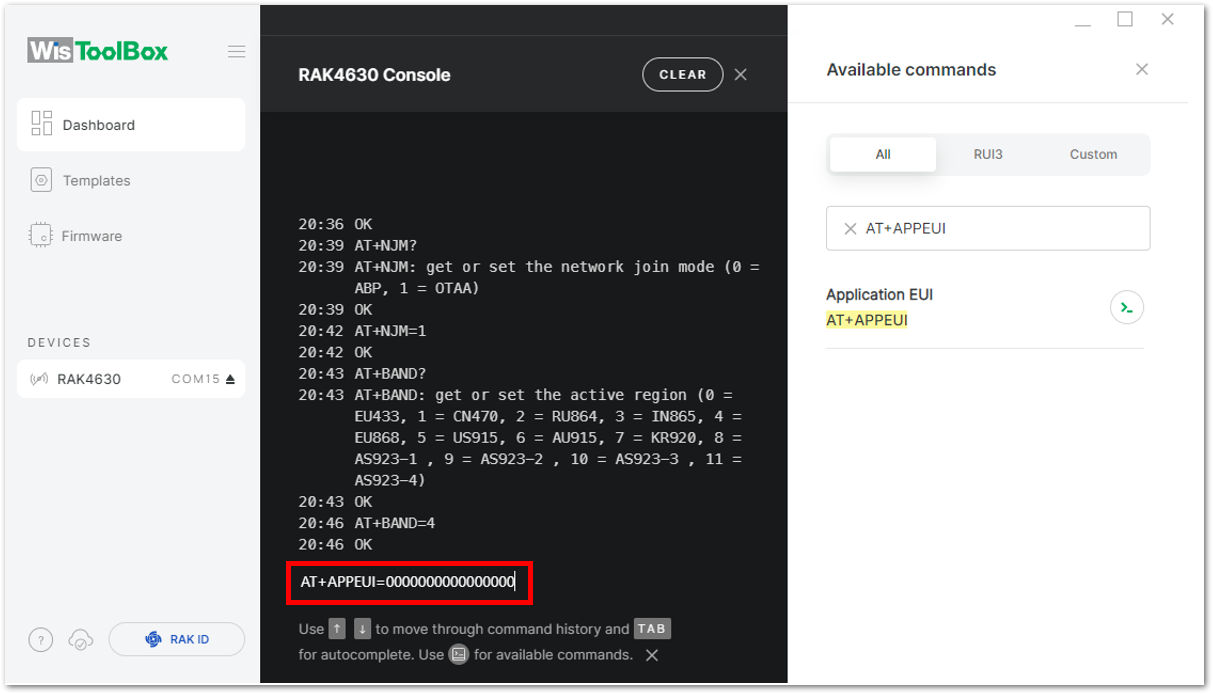 WisToolBox
Dashboard
Templates
Firmware
DEVICES
RAK4630 COM15
? RAK ID
RAK4630 Console CLEAR
20:36 OK
20:39 AT+NJM?
20:39 AT+NJM: get or set the network join mode (0 =
ABP, 1 = OTAA)
20:39 OK
20:42 AT+NJM=1
20:42 OK
20:43 AT+BAND?
20:43 AT+BAND: get or set the active region (0 =
EU433, 1 = CN470, 2 = RU864, 3 = IN865, 4 =
EU868, 5 = US915, 6 = AU915, 7 = KR920, 8 =
AS923-1 , 9 = AS923-2 , 10 = AS923-3 , 11 =
AS923-4)
20:43 OK
20:46 AT+BAND=4
20:46 OK
AT+APPEUI=0000000000000000
Use ↑ ↓ to move through command history and TAB
for autocomplete. Use for available commands.
Available commands
All RUI3 Custom
AT+APPEUI
Application EUI
AT+APPEUI